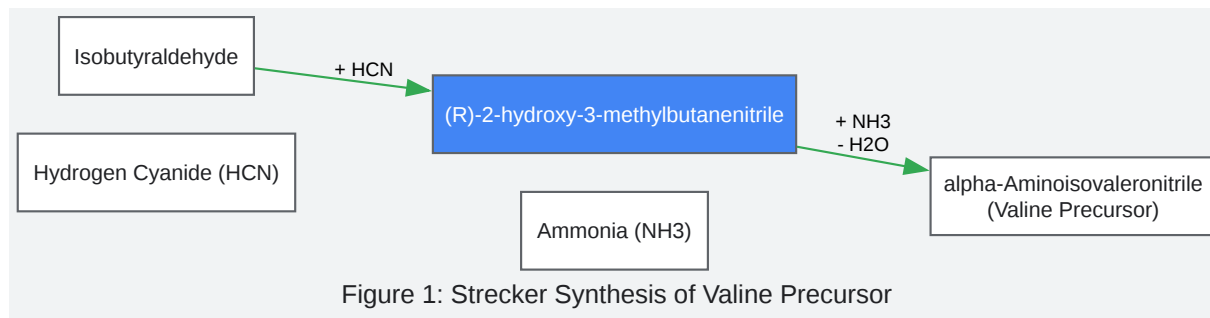 Isobutyraldehyde
+ HCN
(R)-2-hydroxy-3-methylbutanenitrile
+ NH3
- H2O
Hydrogen Cyanide (HCN)
alpha-Aminoisovaleronitrile
(Valine Precursor)
Ammonia (NH3)
Figure 1: Strecker Synthesis of Valine Precursor